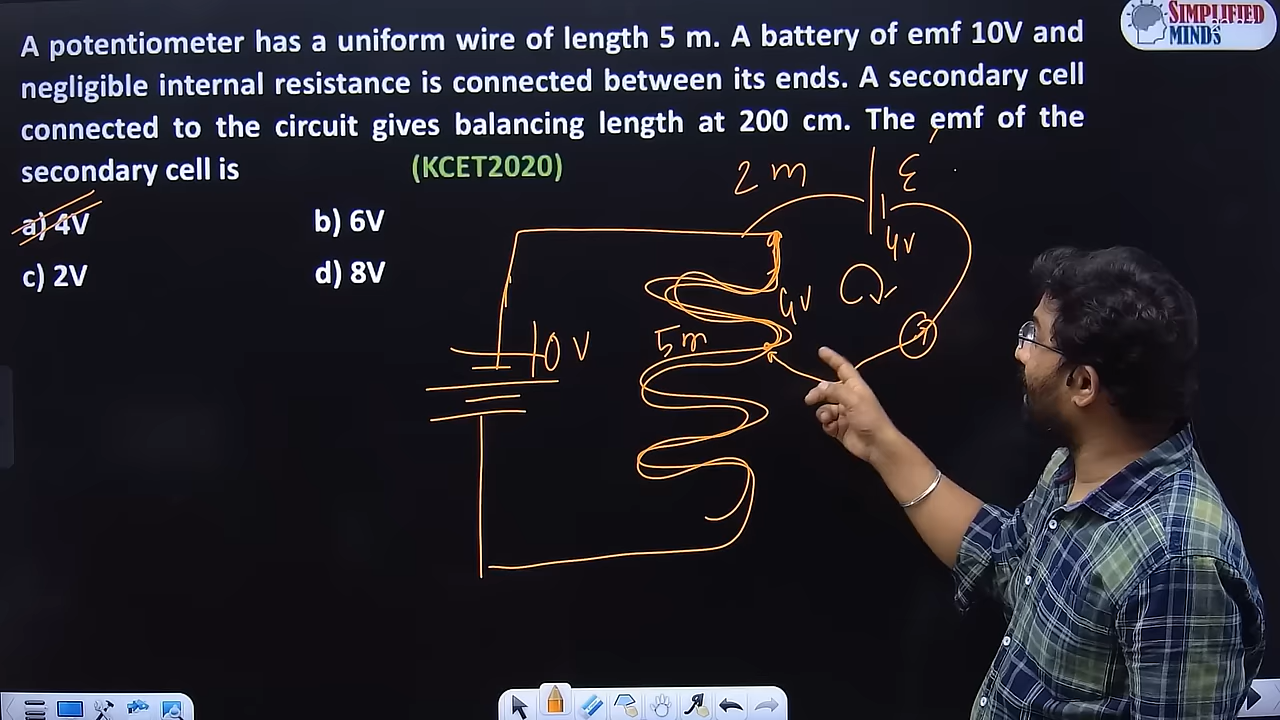 SIMPLIFIED
MINDS
A potentiometer has a uniform wire of length 5 m. A battery of emf 10V and
negligible internal resistance is connected between its ends. A secondary cell
connected to the circuit gives balancing length at 200 cm. The emf of the
secondary cell is (KCET2020)
a) 4V b) 6V
c) 2V d) 8V
2 m ε'
4V
4V
5m
10 V